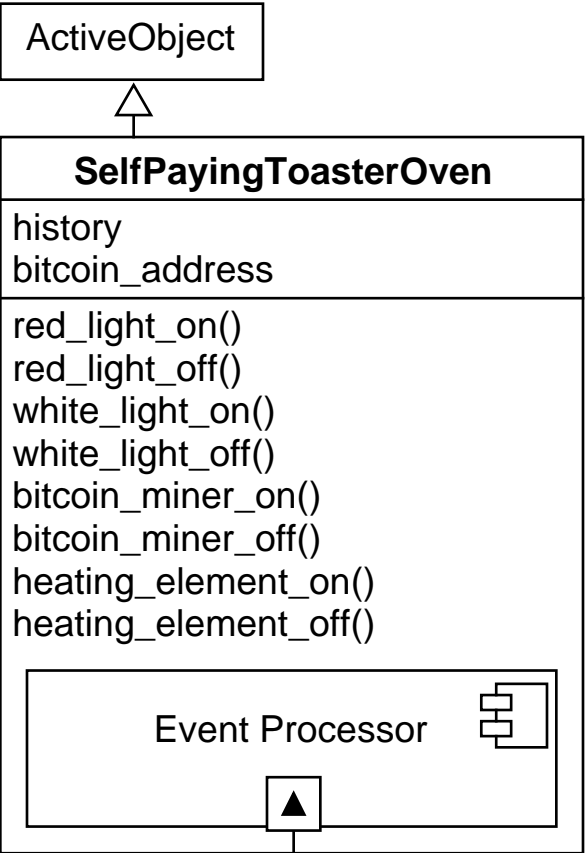 ActiveObject
SelfPayingToasterOven
history
bitcoin_address
red_light_on()
red_light_off()
white_light_on()
white_light_off()
bitcoin_miner_on()
bitcoin_miner_off()
heating_element_on()
heating_element_off()
Event Processor